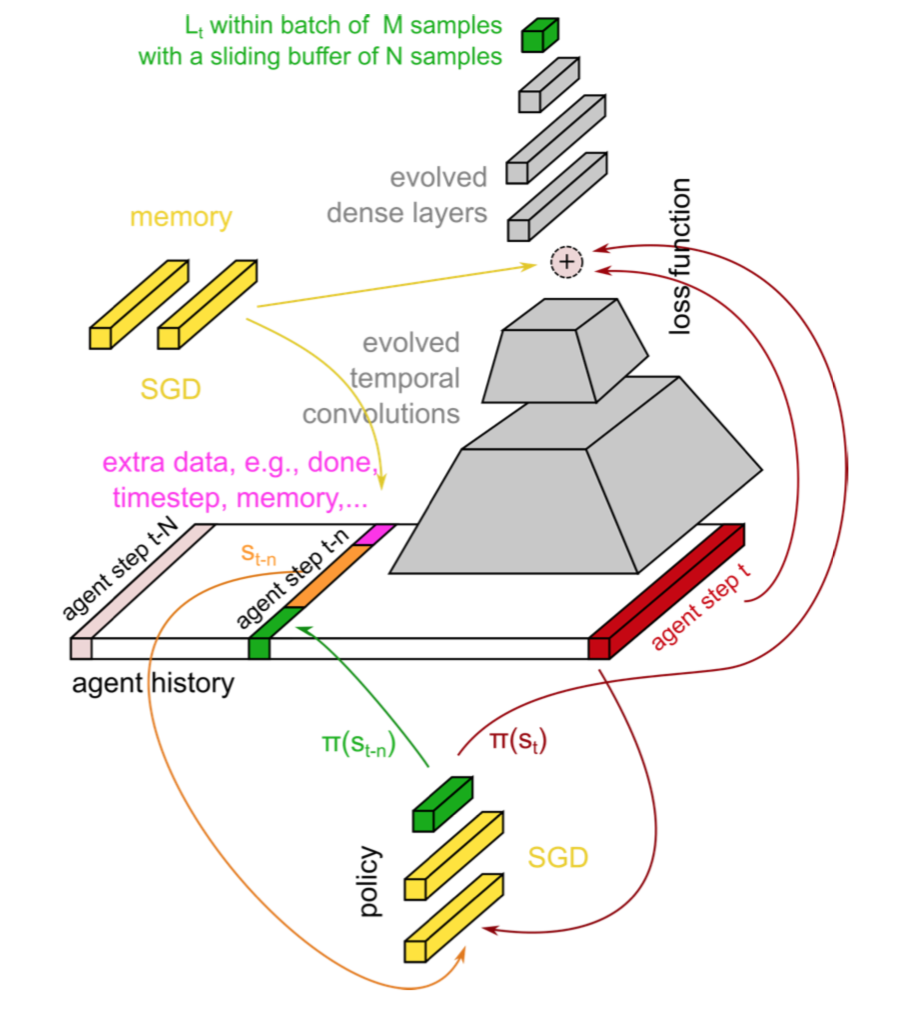 L_t within batch of M samples
with a sliding buffer of N samples
evolved
dense layers
loss function
memory
+
SGD
evolved
temporal
convolutions
extra data, e.g., done,
timestep, memory,...
agent step t-N
s_{t-n}
agent step t-n
agent step t
agent history
π(s_{t-n})
π(s_t)
policy
SGD